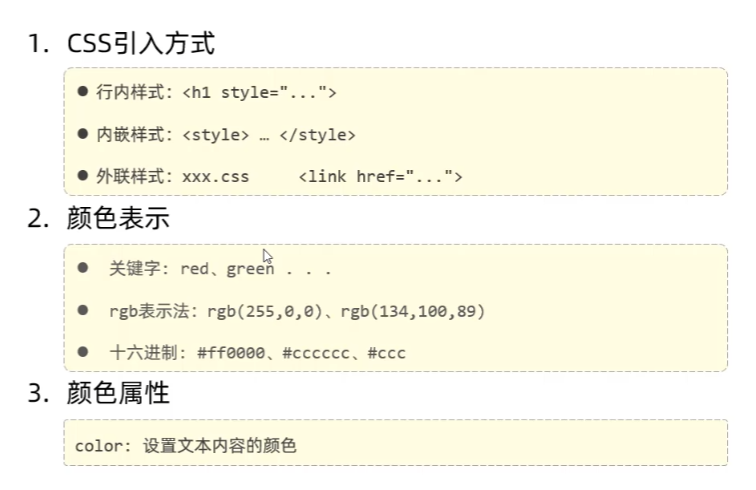 1. CSS引入方式
● 行内样式：<h1 style="...">
● 内嵌样式：<style> … </style>
● 外联样式：xxx.css <link href="...">
2. 颜色表示
● 关键字：red、green . . .
● rgb表示法：rgb(255,0,0)、rgb(134,100,89)
● 十六进制：#ff0000、#cccccc、#ccc
3. 颜色属性
color: 设置文本内容的颜色